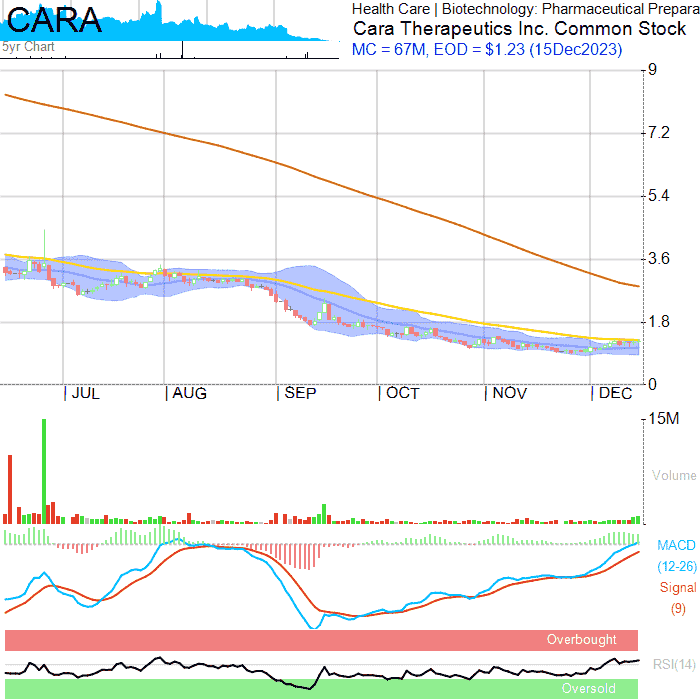 CARA
5yr Chart
Health Care | Biotechnology: Pharmaceutical Prepara
Cara Therapeutics Inc. Common Stock
MC = 67M, EOD = $1.23 (15Dec2023)
9
7.2
5.4
3.6
1.8
0
| JUL | AUG | SEP | OCT | NOV | DEC
15M
Volume
MACD
(12-26)
Signal
(9)
Overbought
RSI(14)
Oversold